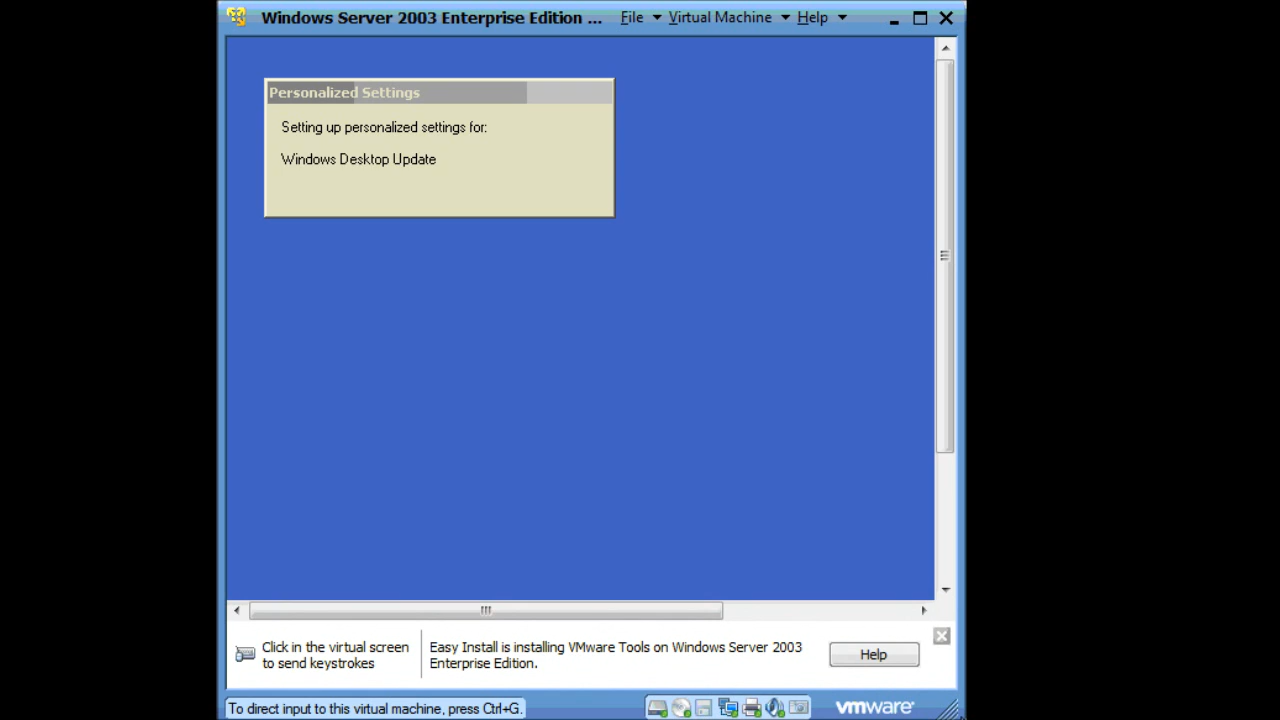 Windows Server 2003 Enterprise Edition ... File Virtual Machine Help
Personalized Settings
Setting up personalized settings for:
Windows Desktop Update
Click in the virtual screen
to send keystrokes
Easy Install is installing VMware Tools on Windows Server 2003
Enterprise Edition.
Help
To direct input to this virtual machine, press Ctrl+G.
vmware